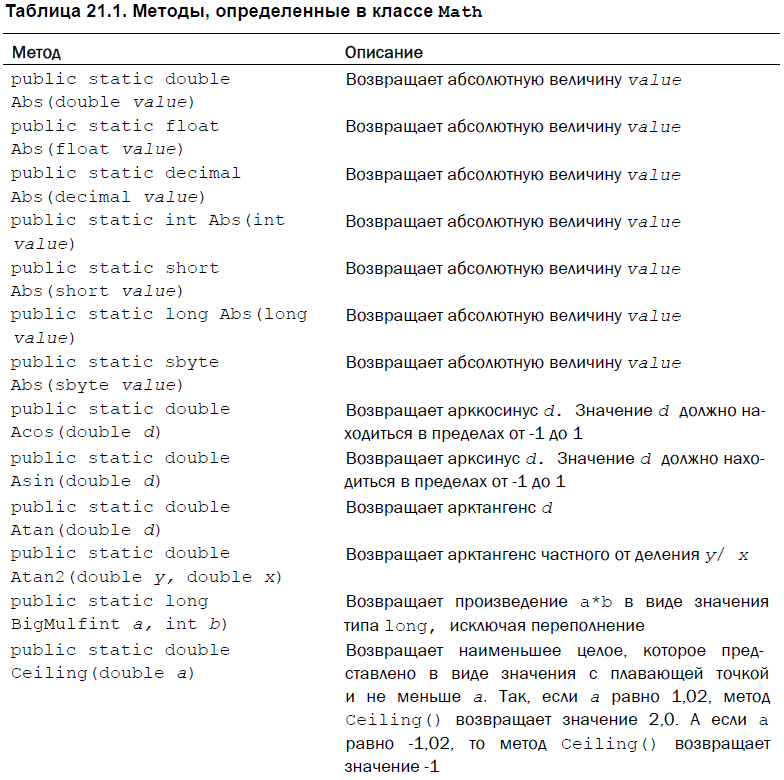 Таблица 21.1. Методы, определенные в классе Math
Метод Описание
public static double Возвращает абсолютную величину value
Abs(double value)
public static float Возвращает абсолютную величину value
Abs(float value)
public static decimal Возвращает абсолютную величину value
Abs(decimal value)
public static int Abs(int Возвращает абсолютную величину value
value)
public static short Возвращает абсолютную величину value
Abs(short value)
public static long Abs(long Возвращает абсолютную величину value
value)
public static sbyte Возвращает абсолютную величину value
Abs(sbyte value)
public static double Возвращает арккосинус d. Значение d должно на-
Acos(double d) ходиться в пределах от -1 до 1
public static double Возвращает арксинус d. Значение d должно нахо-
Asin(double d) диться в пределах от -1 до 1
public static double Возвращает арктангенс d
Atan(double d)
public static double Возвращает арктангенс частного от деления y/ x
Atan2(double y, double x)
public static long Возвращает произведение a*b в виде значения
BigMulfint a, int b) типа long, исключая переполнение
public static double Возвращает наименьшее целое, которое пред-
Ceiling(double a) ставлено в виде значения с плавающей точкой
и не меньше a. Так, если a равно 1,02, метод
Ceiling() возвращает значение 2,0. А если a
равно -1,02, то метод Ceiling() возвращает
значение -1